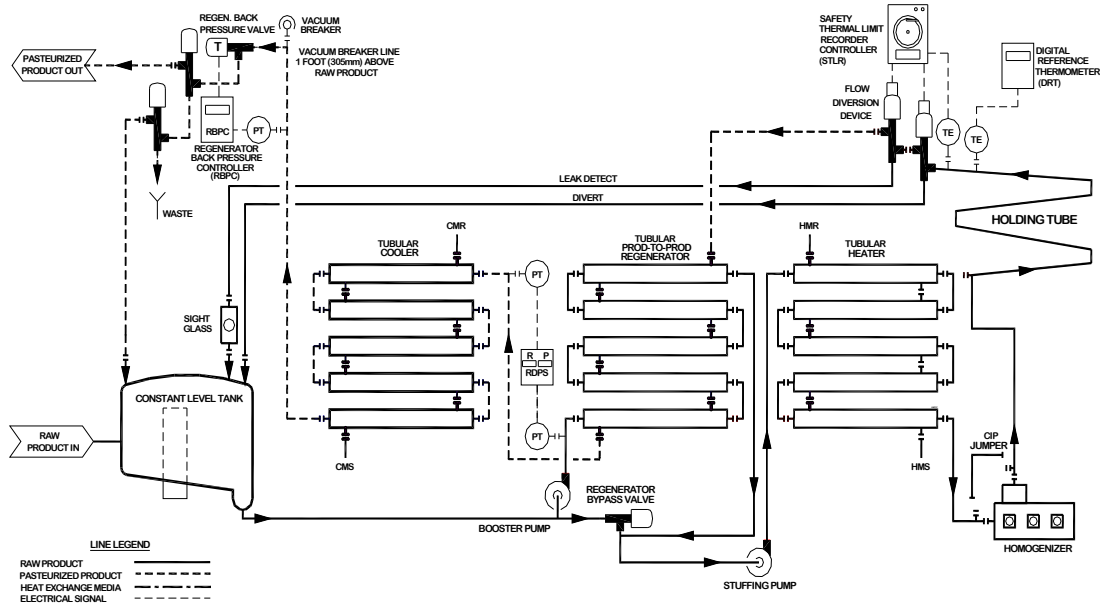 REGEN. BACK
PRESSURE VALVE
VACUUM
BREAKER
SAFETY
THERMAL LIMIT
RECORDER
CONTROLLER
(STLR)
PASTEURIZED
PRODUCT OUT
T
VACUUM BREAKER LINE
1 FOOT (305mm) ABOVE
RAW PRODUCT
DIGITAL
REFERENCE
THERMOMETER
(DRT)
FLOW
DIVERSION
DEVICE
RBPC
PT
TE
TE
REGENERATOR
BACK PRESSURE
CONTROLLER
(RBPC)
LEAK DETECT
DIVERT
WASTE
HOLDING TUBE
CMR
HMR
TUBULAR
COOLER
TUBULAR
PROD-TO-PROD
REGENERATOR
TUBULAR
HEATER
PT
SIGHT
GLASS
R P
RDPS
CONSTANT LEVEL TANK
RAW
PRODUCT IN
PT
CMS
HMS
CIP
JUMPER
REGENERATOR
BYPASS VALVE
BOOSTER PUMP
HOMOGENIZER
STUFFING PUMP
LINE LEGEND
RAW PRODUCT
PASTEURIZED PRODUCT
HEAT EXCHANGE MEDIA
ELECTRICAL SIGNAL